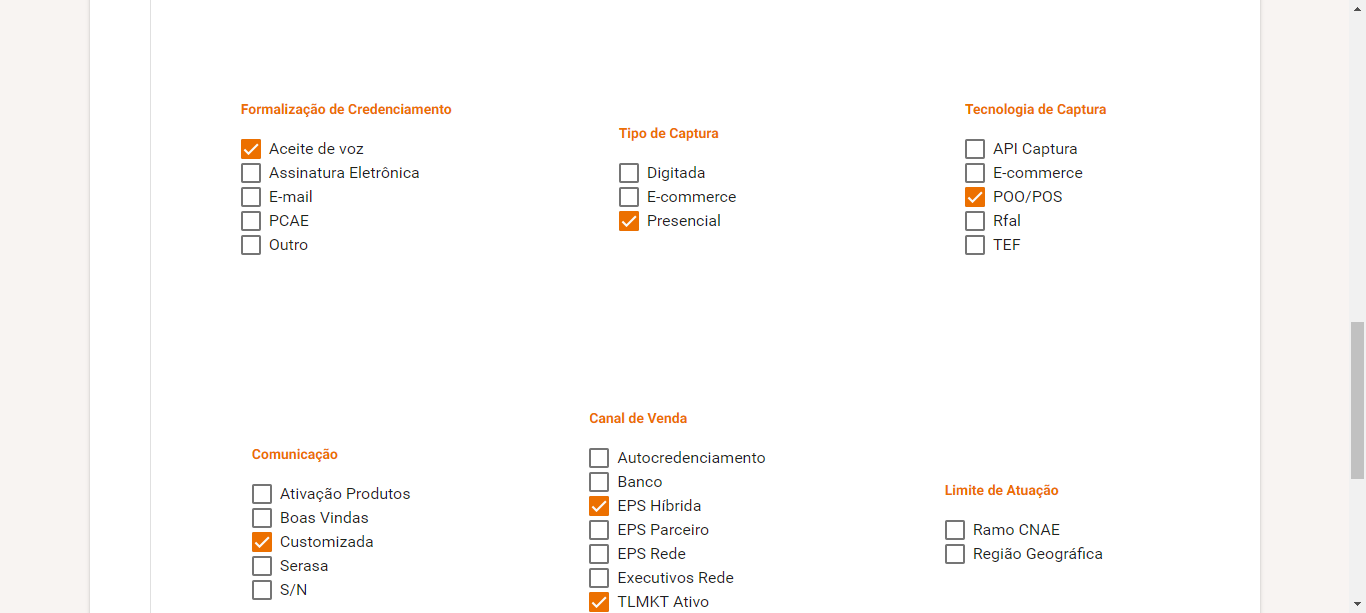 Formalização de Credenciamento
Aceite de voz
Assinatura Eletrônica
E-mail
PCAE
Outro
Tipo de Captura
Digitada
E-commerce
Presencial
Tecnologia de Captura
API Captura
E-commerce
POO/POS
Rfal
TEF
Comunicação
Ativação Produtos
Boas Vindas
Customizada
Serasa
S/N
Canal de Venda
Autocredenciamento
Banco
EPS Híbrida
EPS Parceiro
EPS Rede
Executivos Rede
TLMKT Ativo
Limite de Atuação
Ramo CNAE
Região Geográfica